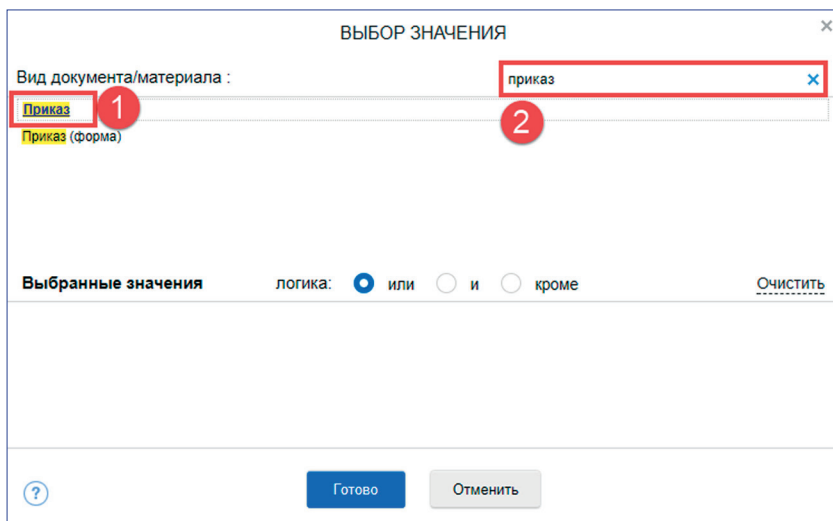 ВЫБОР ЗНАЧЕНИЯ ×
Вид документа/материала : приказ ×
Приказ 1
2
Приказ (форма)
Выбранные значения логика: или и кроме Очистить
? Готово Отменить